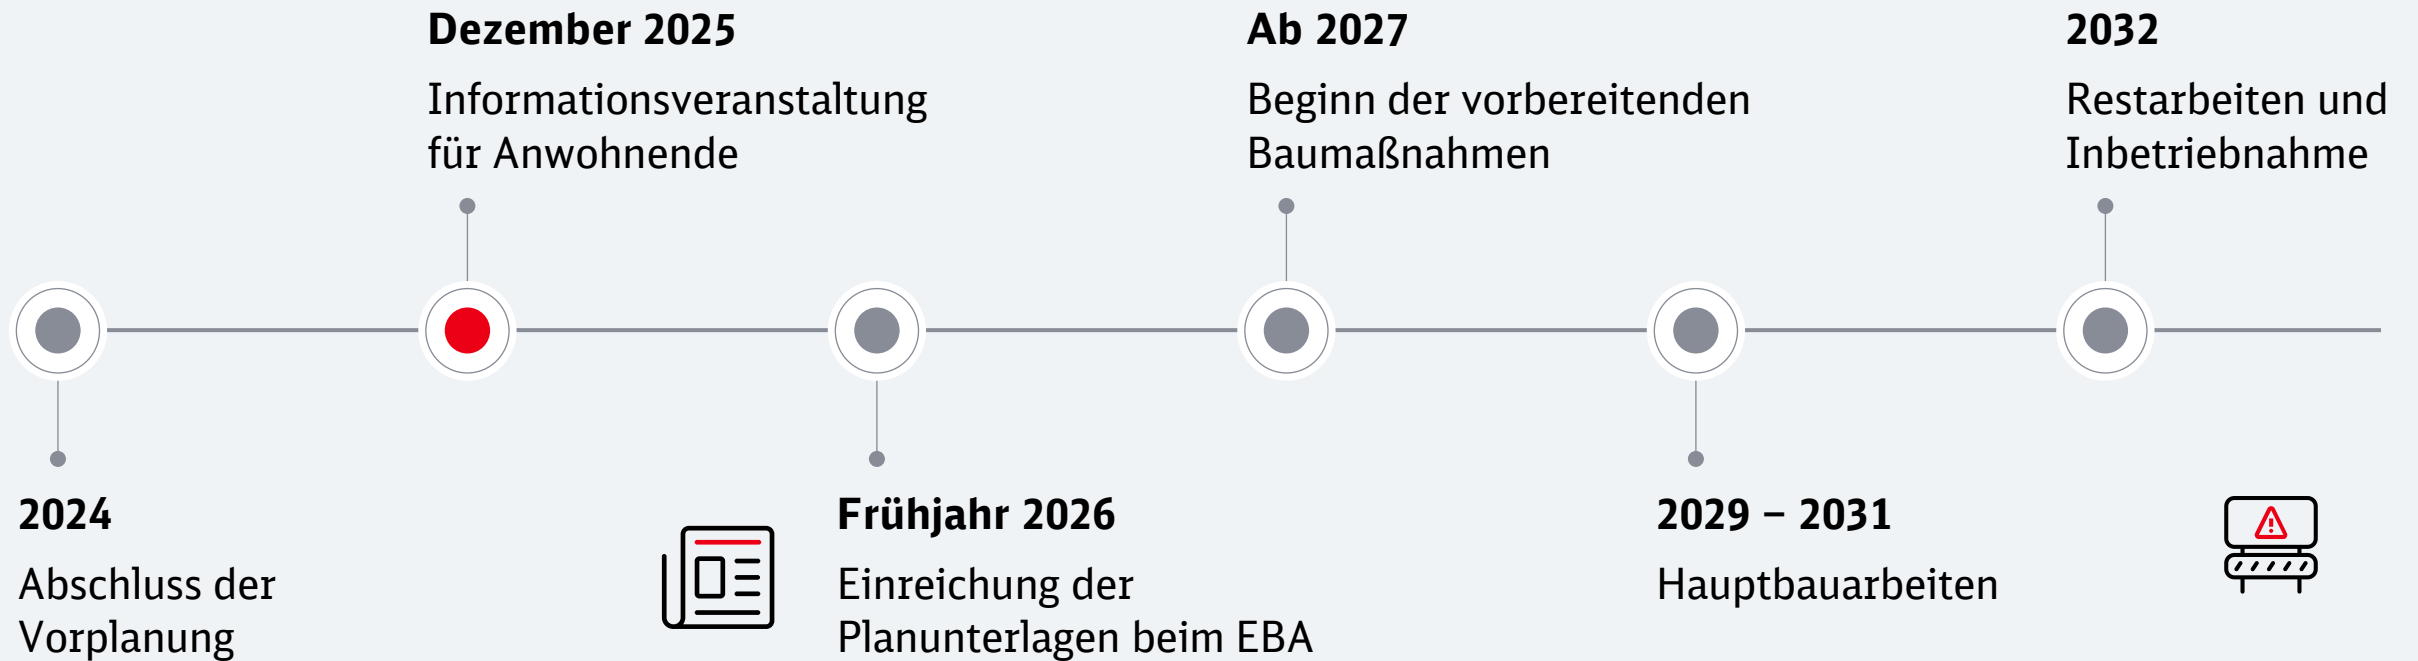 Dezember 2025
Informationsveranstaltung
für Anwohnende
Ab 2027
Beginn der vorbereitenden
Baumaßnahmen
2032
Restarbeiten und
Inbetriebnahme
2024
Abschluss der
Vorplanung
Frühjahr 2026
Einreichung der
Planunterlagen beim EBA
2029 – 2031
Hauptbauarbeiten